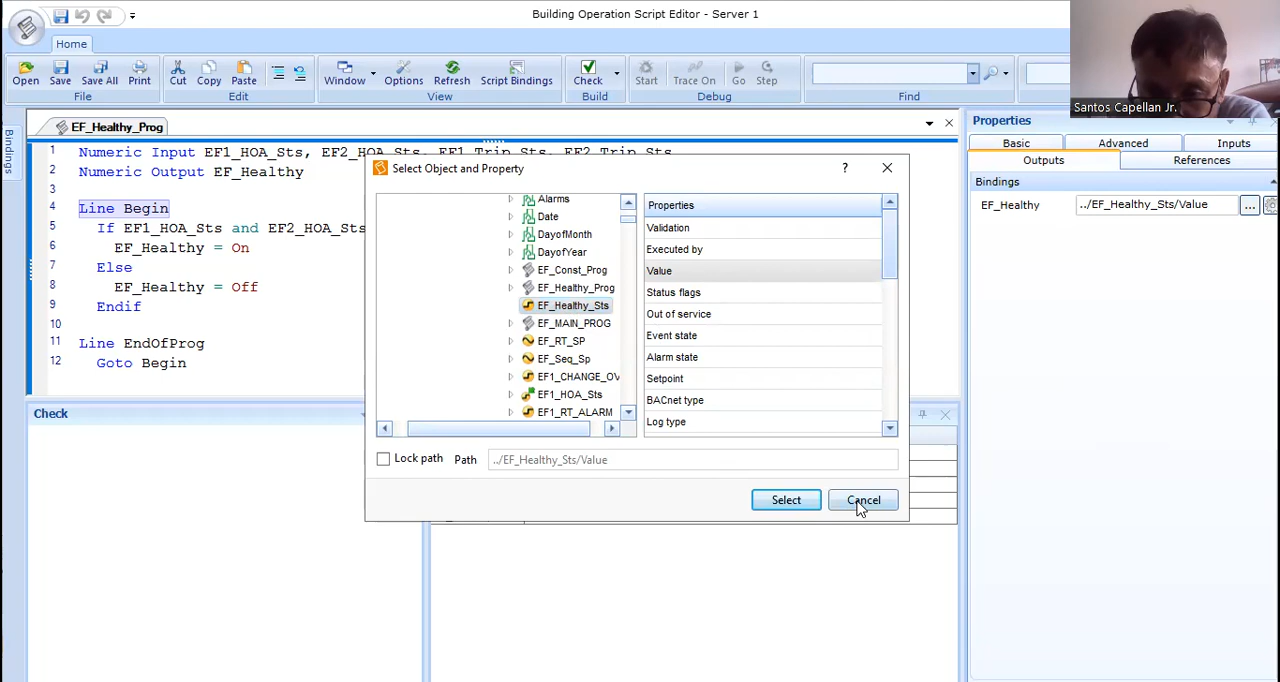 Building Operation Script Editor - Server 1
Home
Open Save Save All Print
File
Cut Copy Paste
Edit
Window Options Refresh Script Bindings
View
Check
Build
Start Trace On Go Step
Debug
Find
Santos Capellan Jr.
Bindings
EF_Healthy_Prog
1 Numeric Input EF1_HOA_Sts, EF2_HOA_Sts, EF1_Trip_Sts, EF2_Trip_Sts
2 Numeric Output EF_Healthy
3
4 Line Begin
5 If EF1_HOA_Sts and EF2_HOA_Sts
6 EF_Healthy = On
7 Else
8 EF_Healthy = Off
9 Endif
10
11 Line EndOfProg
12 Goto Begin
Check
Select Object and Property
?
Alarms
Date
DayofMonth
DayofYear
EF_Const_Prog
EF_Healthy_Prog
EF_Healthy_Sts
EF_MAIN_PROG
EF_RT_SP
EF_Seq_Sp
EF1_CHANGE_OV
EF1_HOA_Sts
EF1_RT_ALARM
Properties
Validation
Executed by
Value
Status flags
Out of service
Event state
Alarm state
Setpoint
BACnet type
Log type
Lock path Path ../EF_Healthy_Sts/Value
Select Cancel
Properties
Basic Advanced Inputs
Outputs References
Bindings
EF_Healthy ../EF_Healthy_Sts/Value ...